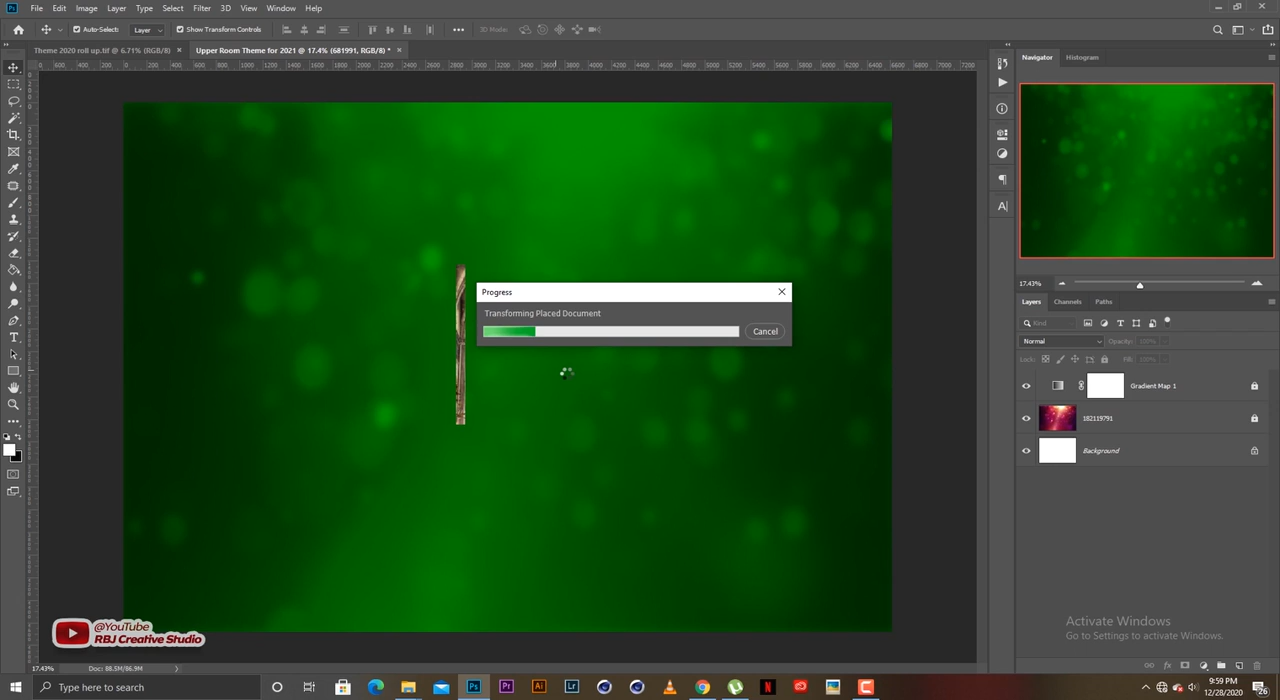 File Edit Image Layer Type Select Filter 3D View Window Help
Auto-Select: Layer Show Transform Controls 3D Mode:
Theme 2020 roll up.tif @ 6.71% (RGB/8) × Upper Room Theme for 2021 @ 17.4% (681991, RGB/8) * ×
Navigator Histogram
Progress
Transforming Placed Document
Cancel
17.43%
Layers Channels Paths
Kind
Normal Opacity: 100%
Lock: Fill: 100%
Gradient Map 1
182119791
Background
@YouTube
RBJ Creative Studio
Activate Windows
Go to Settings to activate Windows.
17.43% Doc: 88.5M/86.9M
Type here to search
9:59 PM
12/28/2020
26